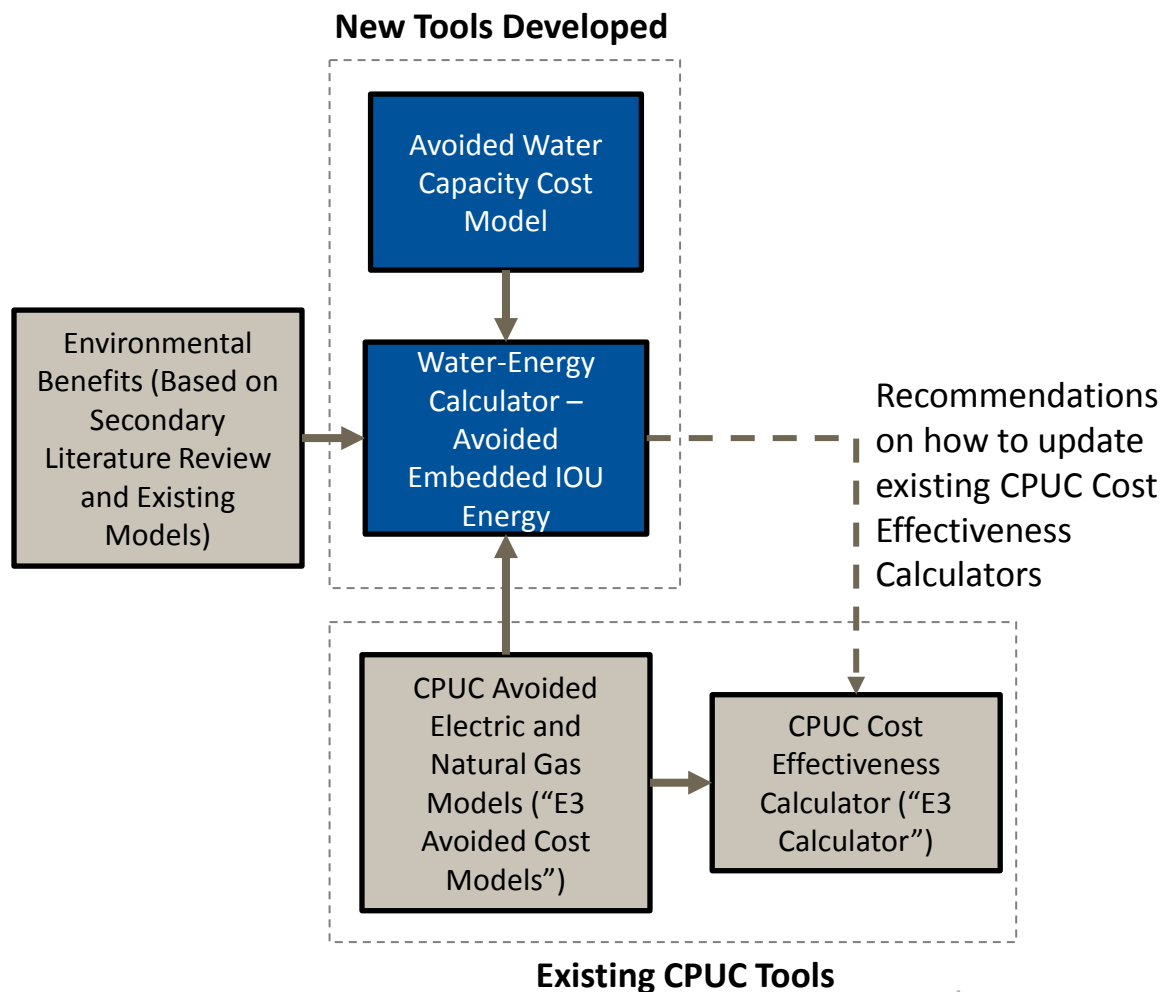 New Tools Developed
Avoided Water
Capacity Cost
Model
Environmental
Benefits (Based on
Secondary
Literature Review
and Existing
Models)
Water-Energy
Calculator –
Avoided
Embedded IOU
Energy
Recommendations
on how to update
existing CPUC Cost
Effectiveness
Calculators
CPUC Avoided
Electric and
Natural Gas
Models (“E3
Avoided Cost
Models”)
CPUC Cost
Effectiveness
Calculator (“E3
Calculator”)
Existing CPUC Tools